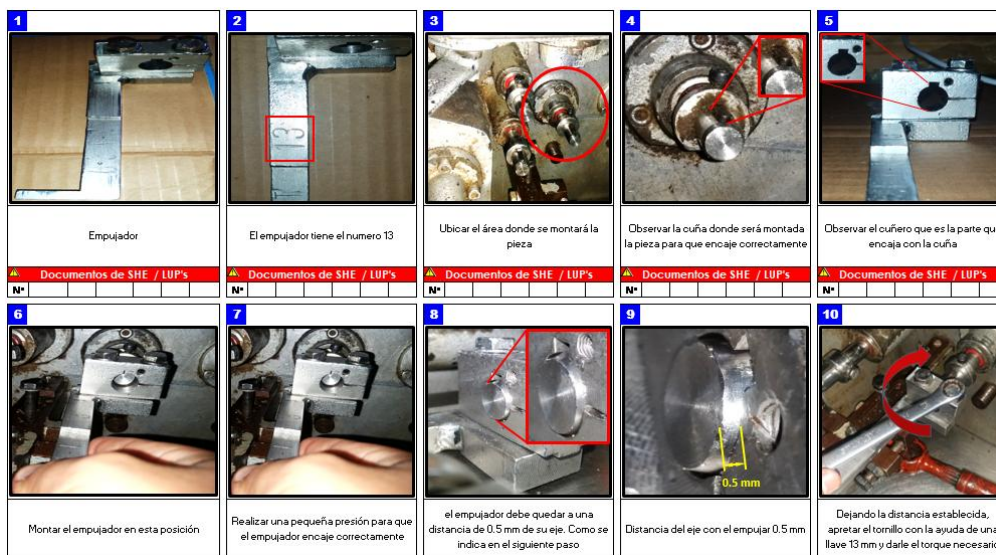 1
2
3
4
5
Empujador
El empujador tiene el numero 13
Ubicar el área donde se montará la
pieza
Observar la cuña donde será montada
la pieza para que encaje correctamente
Observar el cuñero que es la parte qu
encaja con la cuña
Documentos de SHE / LUP's
Documentos de SHE / LUP's
Documentos de SHE / LUP's
Documentos de SHE / LUP's
Documentos de SHE / LUP's
N°
N°
N°
N°
N°
6
7
8
9
10
13
0.5 mm
Montar el empujador en esta posición
Realizar una pequeña presión para que
el empujador encaje correctamente
el empujador debe quedar a una
distancia de 0.5 mm de su eje. Como se
indica en el siguiente paso
Distancia del eje con el empujar 0.5 mm
Dejando la distancia establecida,
apretar el tornillo con la ayuda de una
llave 13 mm y darle el torque necesario